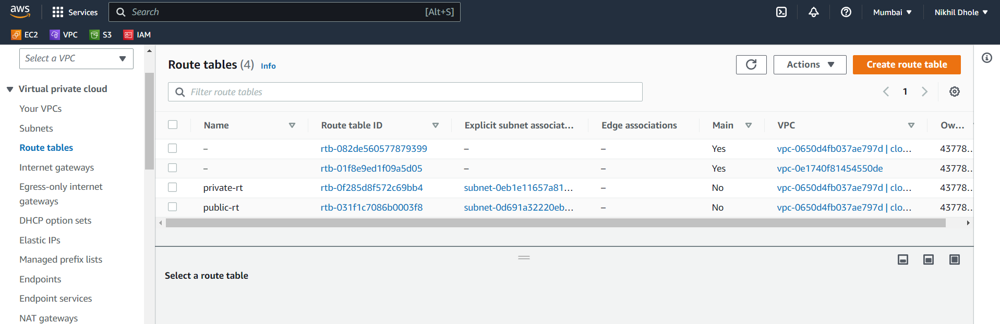 aws
Services
Search
[Alt+S]
Mumbai
Nikhil Dhole
EC2
VPC
S3
IAM
Select a VPC
Virtual private cloud
Your VPCs
Subnets
Route tables
Internet gateways
Egress-only internet
gateways
DHCP option sets
Elastic IPs
Managed prefix lists
Endpoints
Endpoint services
NAT gateways
Route tables (4) Info
Actions
Create route table
Filter route tables
1
Name Route table ID Explicit subnet associat... Edge associations Main VPC Ow...
– rtb-082de560577879399 – – Yes vpc-0650d4fb037ae797d | clo... 43778...
– rtb-01f8e9ed1f09a5d05 – – Yes vpc-0e1740f81454550de 43778...
private-rt rtb-0f285d8f572c69bb4 subnet-0eb1e11657a81... – No vpc-0650d4fb037ae797d | clo... 43778...
public-rt rtb-031f1c7086b0003f8 subnet-0d691a32220eb... – No vpc-0650d4fb037ae797d | clo... 43778...
Select a route table